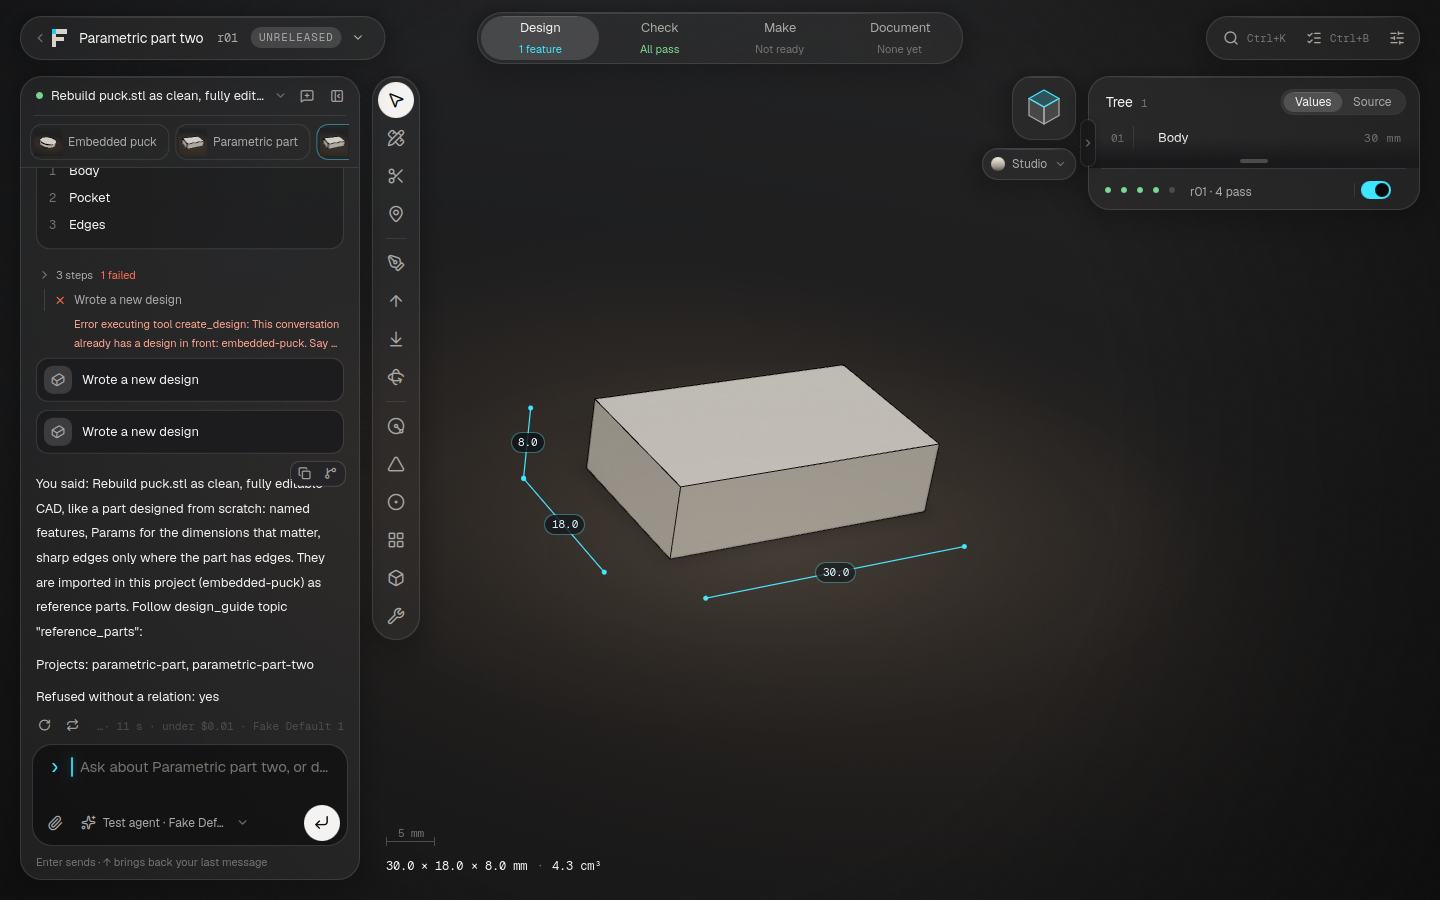 Parametric part two r01 UNRELEASED
Design
1 feature
Check
All pass
Make
Not ready
Document
None yet
Ctrl+K Ctrl+B
Rebuild puck.stl as clean, fully edit…
Embedded puck Parametric part
1 Body
2 Pocket
3 Edges
3 steps 1 failed
Wrote a new design
Error executing tool create_design: This conversation
already has a design in front: embedded-puck. Say …
Wrote a new design
Wrote a new design
You said: Rebuild puck.stl as clean, fully editable
CAD, like a part designed from scratch: named
features, Params for the dimensions that matter,
sharp edges only where the part has edges. They
are imported in this project (embedded-puck) as
reference parts. Follow design_guide topic
"reference_parts":
Projects: parametric-part, parametric-part-two
Refused without a relation: yes
…· 11 s · under $0.01 · Fake Default 1
Ask about Parametric part two, or d…
Test agent · Fake Def…
Enter sends · ↑ brings back your last message
8.0
18.0
30.0
5 mm
30.0 × 18.0 × 8.0 mm · 4.3 cm³
Studio
Tree 1
Values Source
01 Body 30 mm
r01 · 4 pass